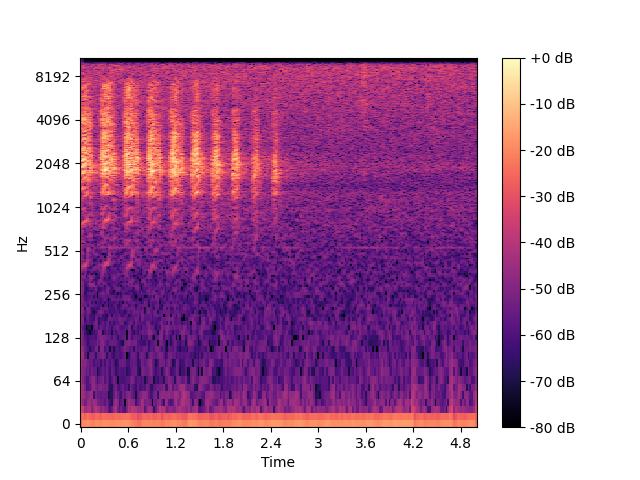 8192
4096
2048
1024
512
256
128
64
0
Hz
0 0.6 1.2 1.8 2.4 3 3.6 4.2 4.8
Time
+0 dB
-10 dB
-20 dB
-30 dB
-40 dB
-50 dB
-60 dB
-70 dB
-80 dB